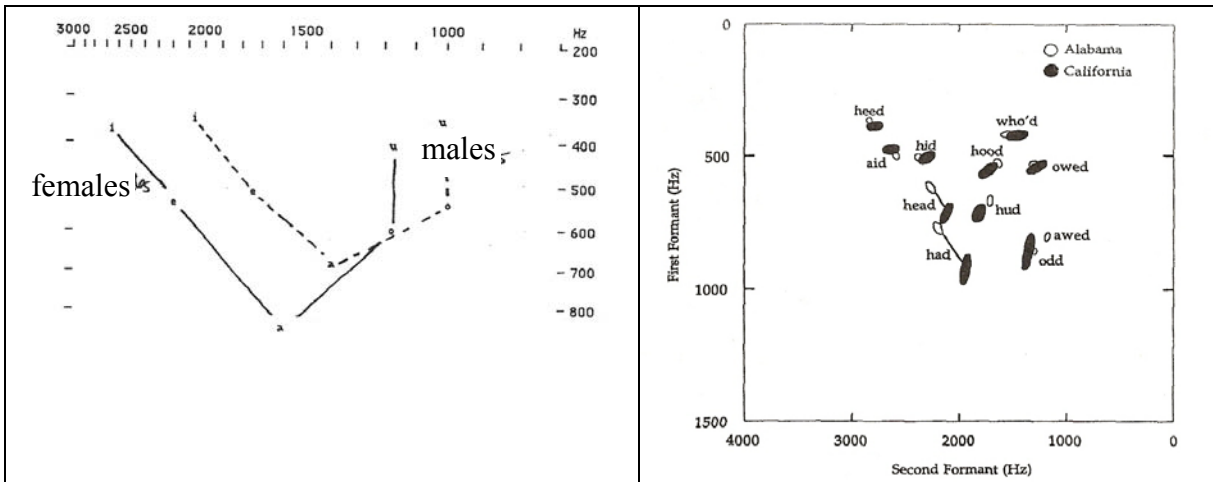 3000 2500 2000 1400 1000 Hz
200
300
400
500
600
700
800
i
i
u
u
males
females
e
e
o
o
a
a
0
500
1000
1500
4000 3000 2000 1000 0
First Formant (Hz)
Second Formant (Hz)
Alabama
California
heed
who'd
aid
hid
hood
owed
head
hud
had
awed
odd